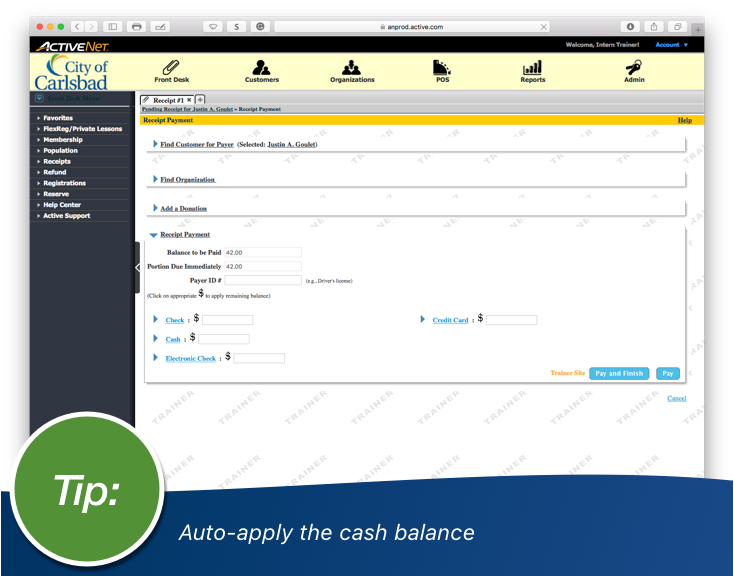 anprod.active.com
ACTIVENet
Welcome, Intern Trainer! Account
City of
Carlsbad
Front Desk
Customers
Organizations
POS
Reports
Admin
Receipt #1 × +
Pending Receipt for Justin A. Goulet » Receipt Payment
Receipt Payment
Help
Favorites
FlexReg/Private Lessons
Membership
Population
Receipts
Refund
Registrations
Reserve
Help Center
Active Support
Find Customer for Payer (Selected: Justin A. Goulet)
Find Organization
Add a Donation
Receipt Payment
Balance to be Paid 42.00
Portion Due Immediately 42.00
Payer ID # (e.g., Driver's license)
(Click on appropriate $ to apply remaining balance)
Check : $
Credit Card : $
Cash : $
Electronic Check : $
Trainer Site Pay and Finish Pay
Cancel
TRAINER
Tip:
Auto-apply the cash balance